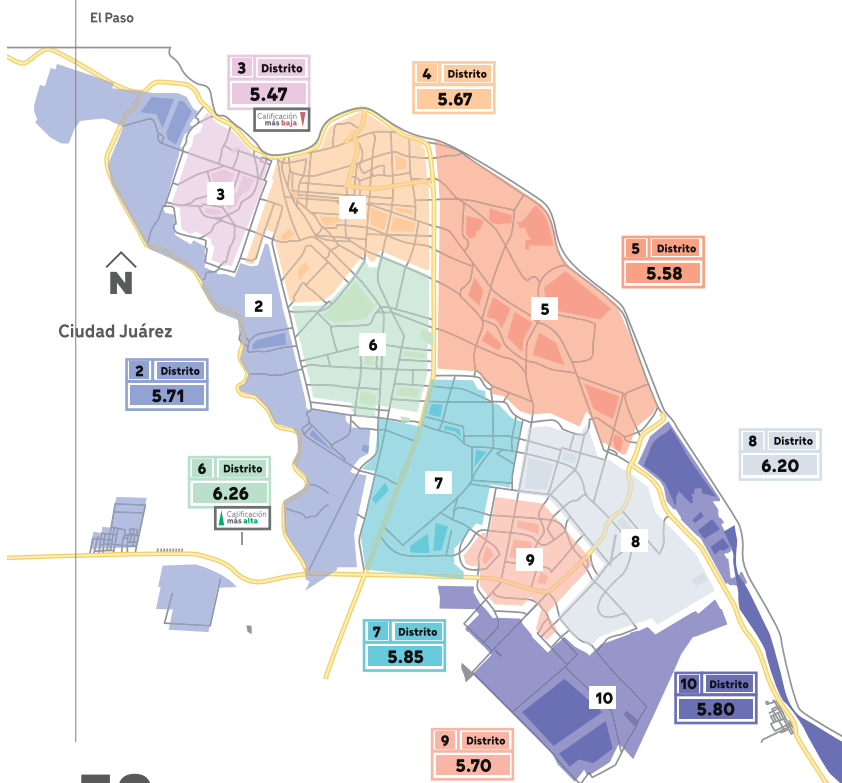 El Paso
3 Distrito
5.47
Calificación
más baja
4 Distrito
5.67
3
4
5 Distrito
5.58
N
2
5
Ciudad Juárez
6
2 Distrito
5.71
8 Distrito
6.20
6 Distrito
6.26
Calificación
más alta
7
8
9
7 Distrito
5.85
10
10 Distrito
5.80
9 Distrito
5.70